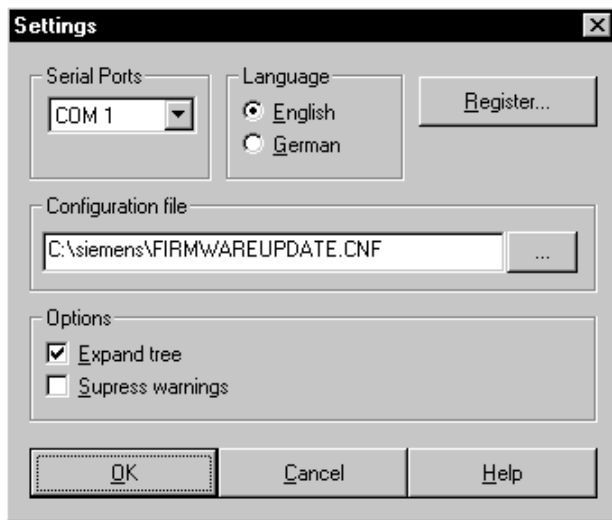 Settings
Serial Ports
COM 1
Language
English
German
Register...
Configuration file
C:\siemens\FIRMWAREUPDATE.CNF
...
Options
Expand tree
Supress warnings
OK
Cancel
Help